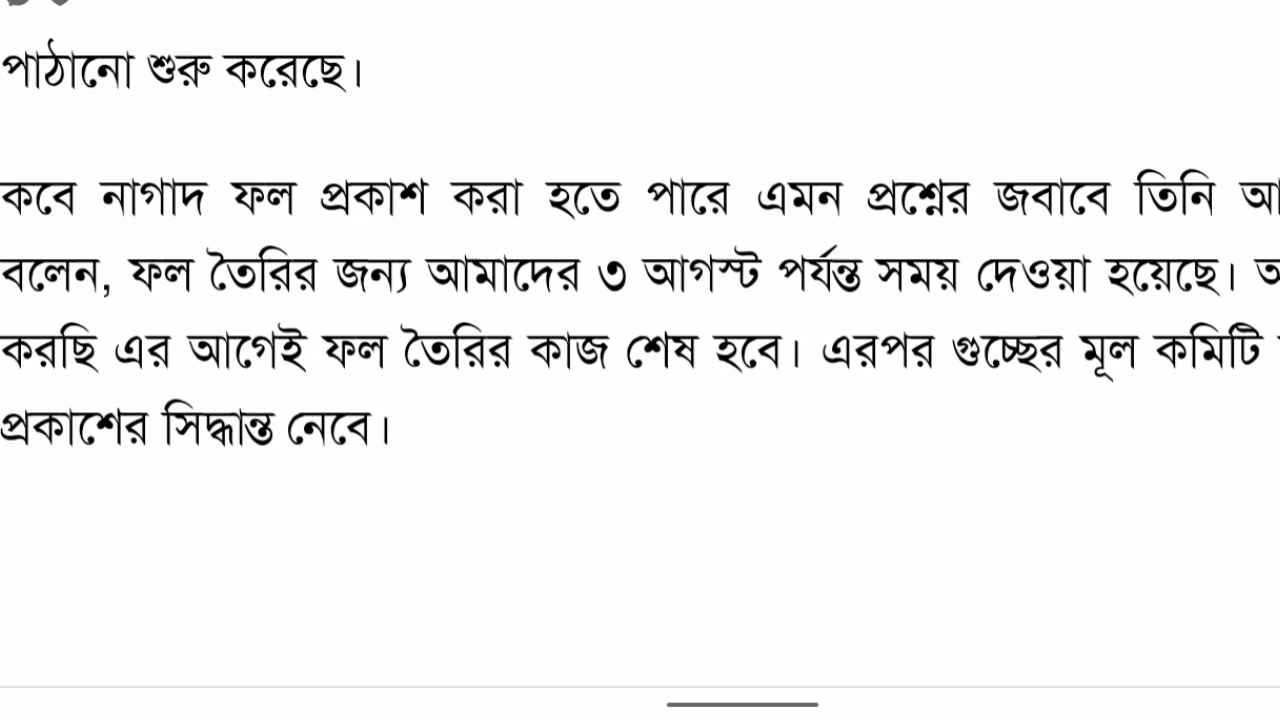 পাঠানো শুরু করেছে।
কবে নাগাদ ফল প্রকাশ করা হতে পারে এমন প্রশ্নের জবাবে তিনি
বলেন, ফল তৈরির জন্য আমাদের ৩ আগস্ট পর্যন্ত সময় দেওয়া হয়েছে।
করছি এর আগেই ফল তৈরির কাজ শেষ হবে। এরপর গুচ্ছের মূল কমিটি
প্রকাশের সিদ্ধান্ত নেবে।